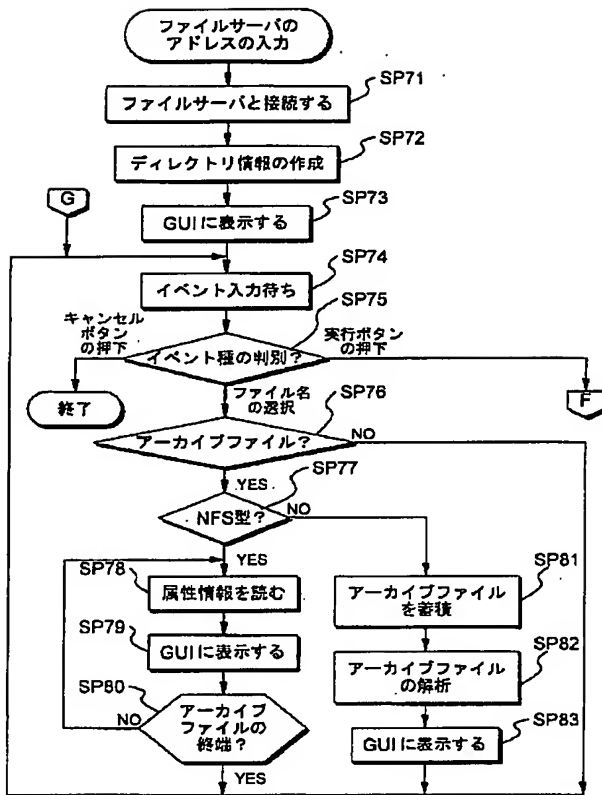 ファイルサーバの
アドレスの入力
SP71
ファイルサーバと接続する
SP72
ディレクトリ情報の作成
G
SP73
GUIに表示する
SP74
イベント入力待ち
SP75
キャンセル
ボタン
の押下
実行ボタン
の押下
イベント種の判別?
終了
ファイル名
の選択
SP76
F
アーカイブファイル?
NO
YES
SP77
NFS型?
NO
YES
SP78
属性情報を読む
SP81
アーカイブファイル
を蓄積
SP79
GUIに表示する
SP82
アーカイブファイル
の解析
SP80
NO
アーカイブ
ファイルの
終端?
SP83
GUIに表示する
YES